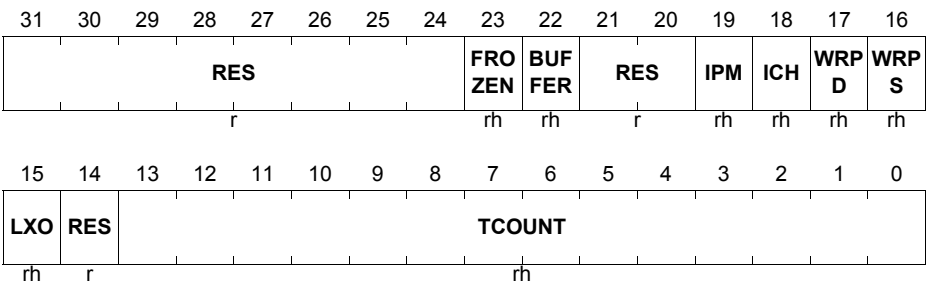 31 30 29 28 27 26 25 24 23 22 21 20 19 18 17 16
RES FRO ZEN BUF FER RES IPM ICH WRP D WRP S
r rh rh r rh rh rh rh
15 14 13 12 11 10 9 8 7 6 5 4 3 2 1 0
LXO RES TCOUNT
rh r rh